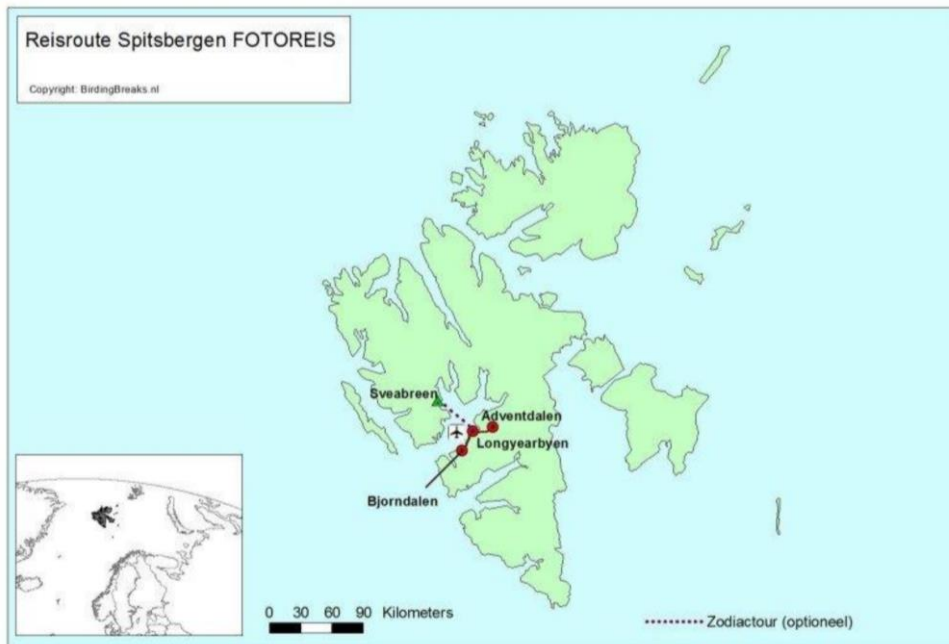 Reisroute Spitsbergen FOTOREIS
Copyright: BirdingBreaks.nl
Sveabreen
Adventdalen
Longyearbyen
Bjorndalen
0 30 60 90 Kilometers
Zodiactour (optioneel)